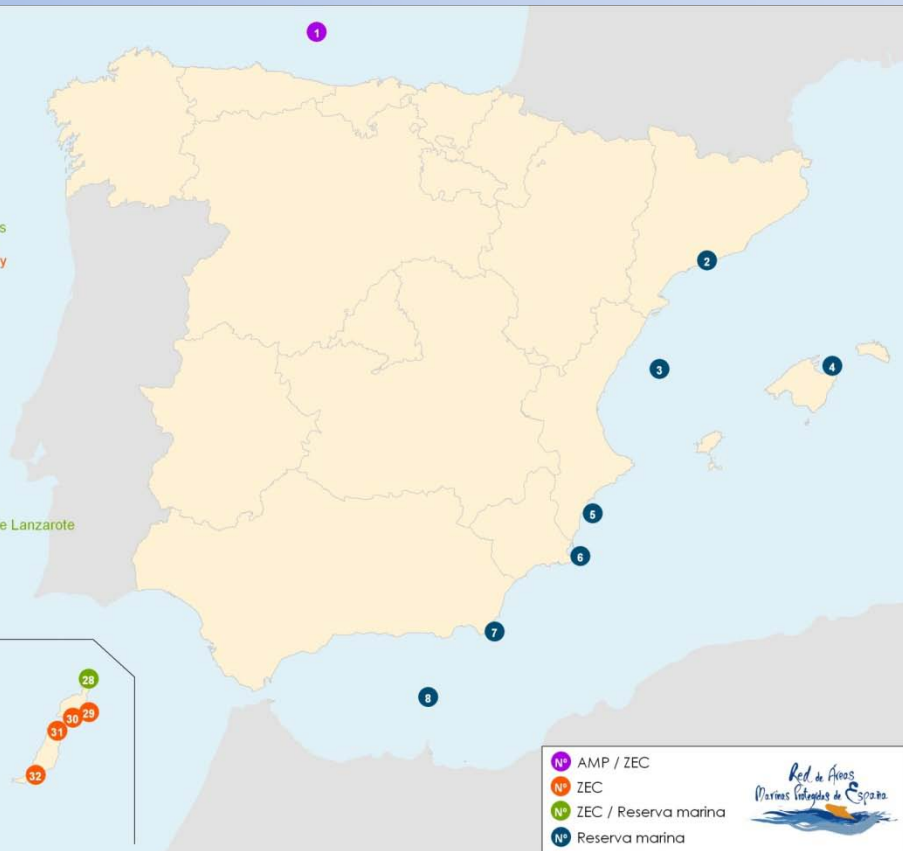 1
s
y
2
3
4
5
e Lanzarote
6
7
8
28
29
30
31
32
Nº AMP / ZEC
Nº ZEC
Nº ZEC / Reserva marina
Nº Reserva marina
Red de Áreas
Marinas Protegidas de España